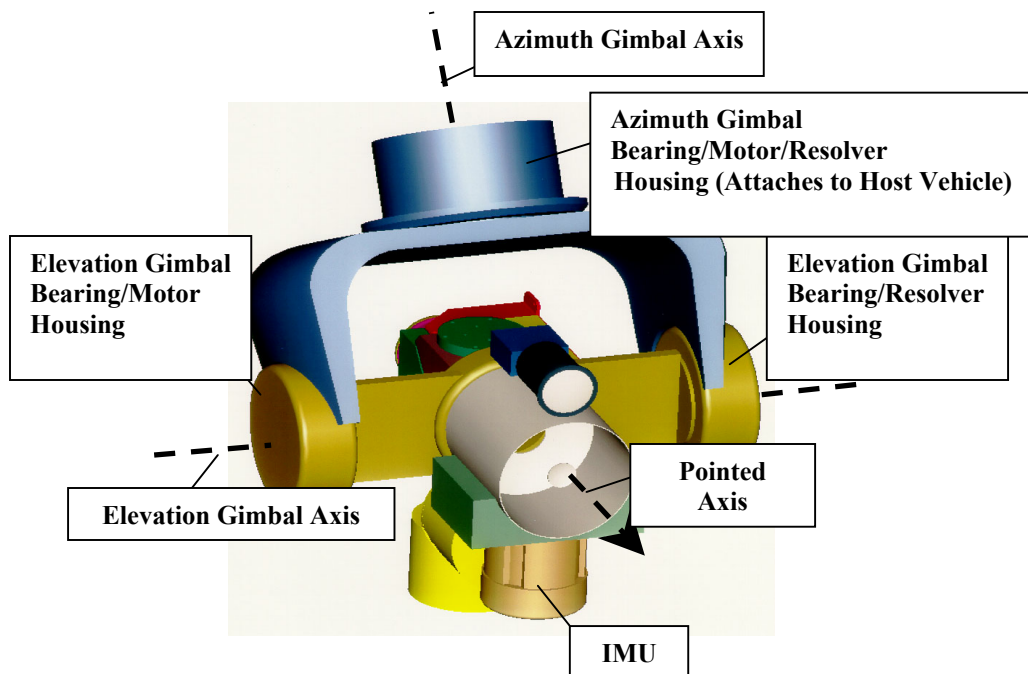 Azimuth Gimbal Axis
Azimuth Gimbal
Bearing/Motor/Resolver
Housing (Attaches to Host Vehicle)
Elevation Gimbal
Bearing/Motor
Housing
Elevation Gimbal
Bearing/Resolver
Housing
Pointed
Axis
Elevation Gimbal Axis
IMU